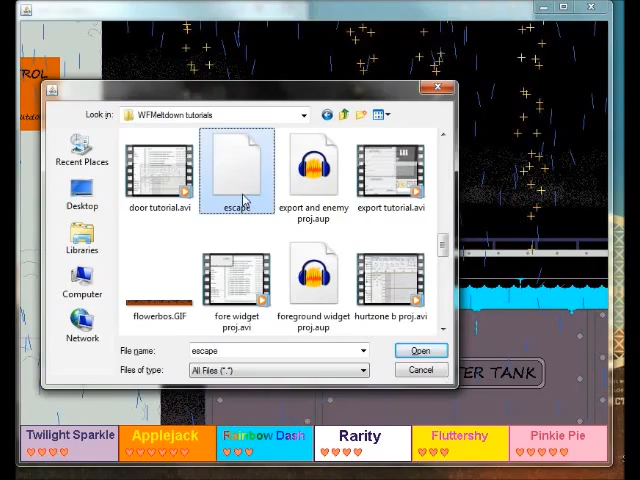 ROL
Look in:
WFMeltdown tutorials
Recent Places
Desktop
Libraries
Computer
Network
door tutorial.avi
escape
export and enemy
proj.aup
export tutorial.avi
flowerbos.GIF
fore widget
proj.avi
foreground widget
proj.aup
hurtzone b proj.avi
File name:
escape
Open
Files of type:
All Files (*.*)
Cancel
TER TANK
Twilight Sparkle
Applejack
Rainbow Dash
Rarity
Fluttershy
Pinkie Pie